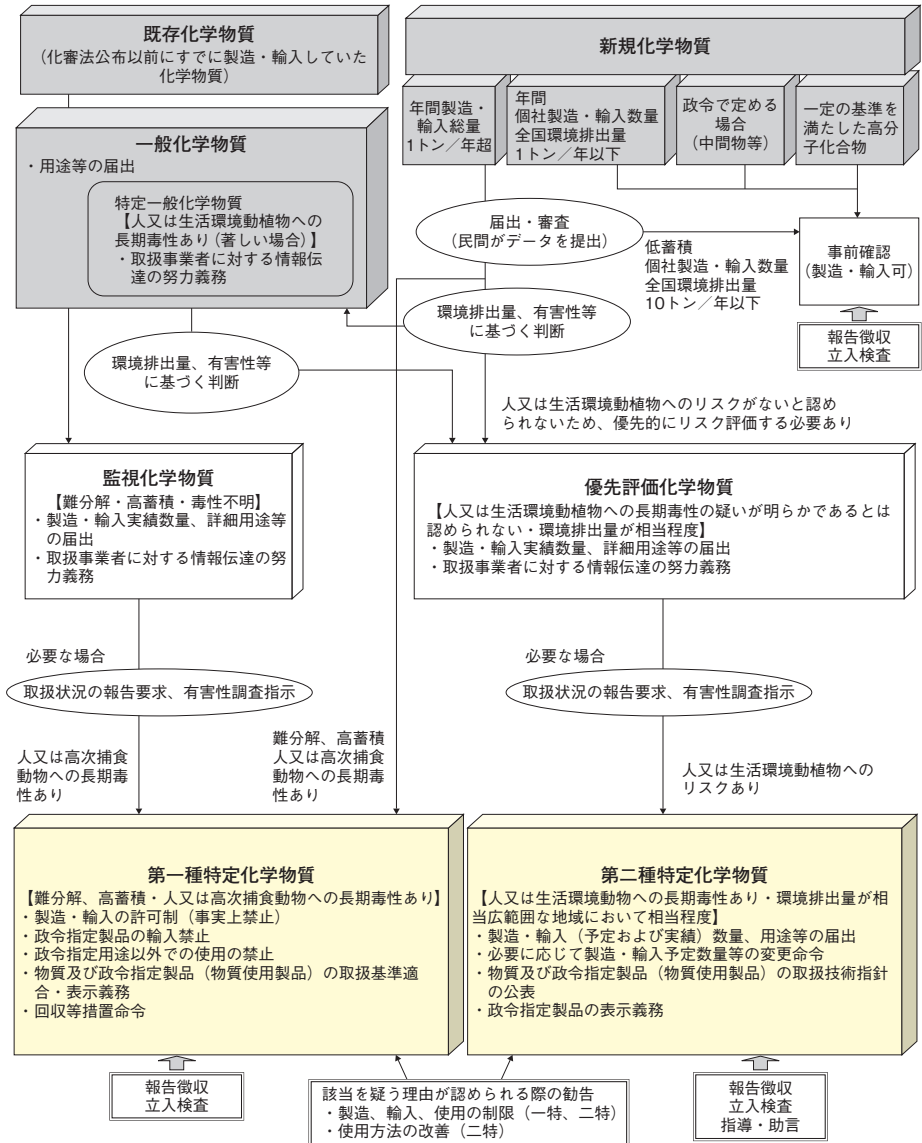 既存化学物質
（化審法公布以前にすでに製造・輸入していた
化学物質）
新規化学物質
年間製造・
輸入総量
1トン／年超
年間
個社製造・輸入数量
全国環境排出量
1トン／年以下
政令で定める
場合
（中間物等）
一定の基準を
満たした高分
子化合物
一般化学物質
・用途等の届出
特定一般化学物質
【人又は生活環境動植物への
長期毒性あり（著しい場合）】
・取扱事業者に対する情報伝
達の努力義務
届出・審査
（民間がデータを提出）
低蓄積
個社製造・輸入数量
全国環境排出量
10トン／年以下
事前確認
（製造・輸入可）
報告徴収
立入検査
環境排出量、有害性等
に基づく判断
環境排出量、有害性等
に基づく判断
人又は生活環境動植物へのリスクがないと認め
られないため、優先的にリスク評価する必要あり
監視化学物質
【難分解・高蓄積・毒性不明】
・製造・輸入実績数量、詳細用途等
の届出
・取扱事業者に対する情報伝達の努
力義務
優先評価化学物質
【人又は生活環境動植物への長期毒性の疑いが明らかであるとは
認められない・環境排出量が相当程度】
・製造・輸入実績数量、詳細用途等の届出
・取扱事業者に対する情報伝達の努力義務
必要な場合
取扱状況の報告要求、有害性調査指示
必要な場合
取扱状況の報告要求、有害性調査指示
人又は高次捕食
動物への長期毒
性あり
難分解、高蓄積
人又は高次捕食
動物への長期毒
性あり
人又は生活環境動植物への
リスクあり
第一種特定化学物質
【難分解、高蓄積・人又は高次捕食動物への長期毒性あり】
・製造・輸入の許可制（事実上禁止）
・政令指定製品の輸入禁止
・政令指定用途以外での使用の禁止
・物質及び政令指定製品（物質使用製品）の取扱基準適
合・表示義務
・回収等措置命令
第二種特定化学物質
【人又は生活環境動植物への長期毒性あり・環境排出量が相
当広範囲な地域において相当程度】
・製造・輸入（予定および実績）数量、用途等の届出
・必要に応じて製造・輸入予定数量等の変更命令
・物質及び政令指定製品（物質使用製品）の取扱技術指針
の公表
・政令指定製品の表示義務
報告徴収
立入検査
該当を疑う理由が認められる際の勧告
・製造、輸入、使用の制限（一特、二特）
・使用方法の改善（二特）
報告徴収
立入検査
指導・助言